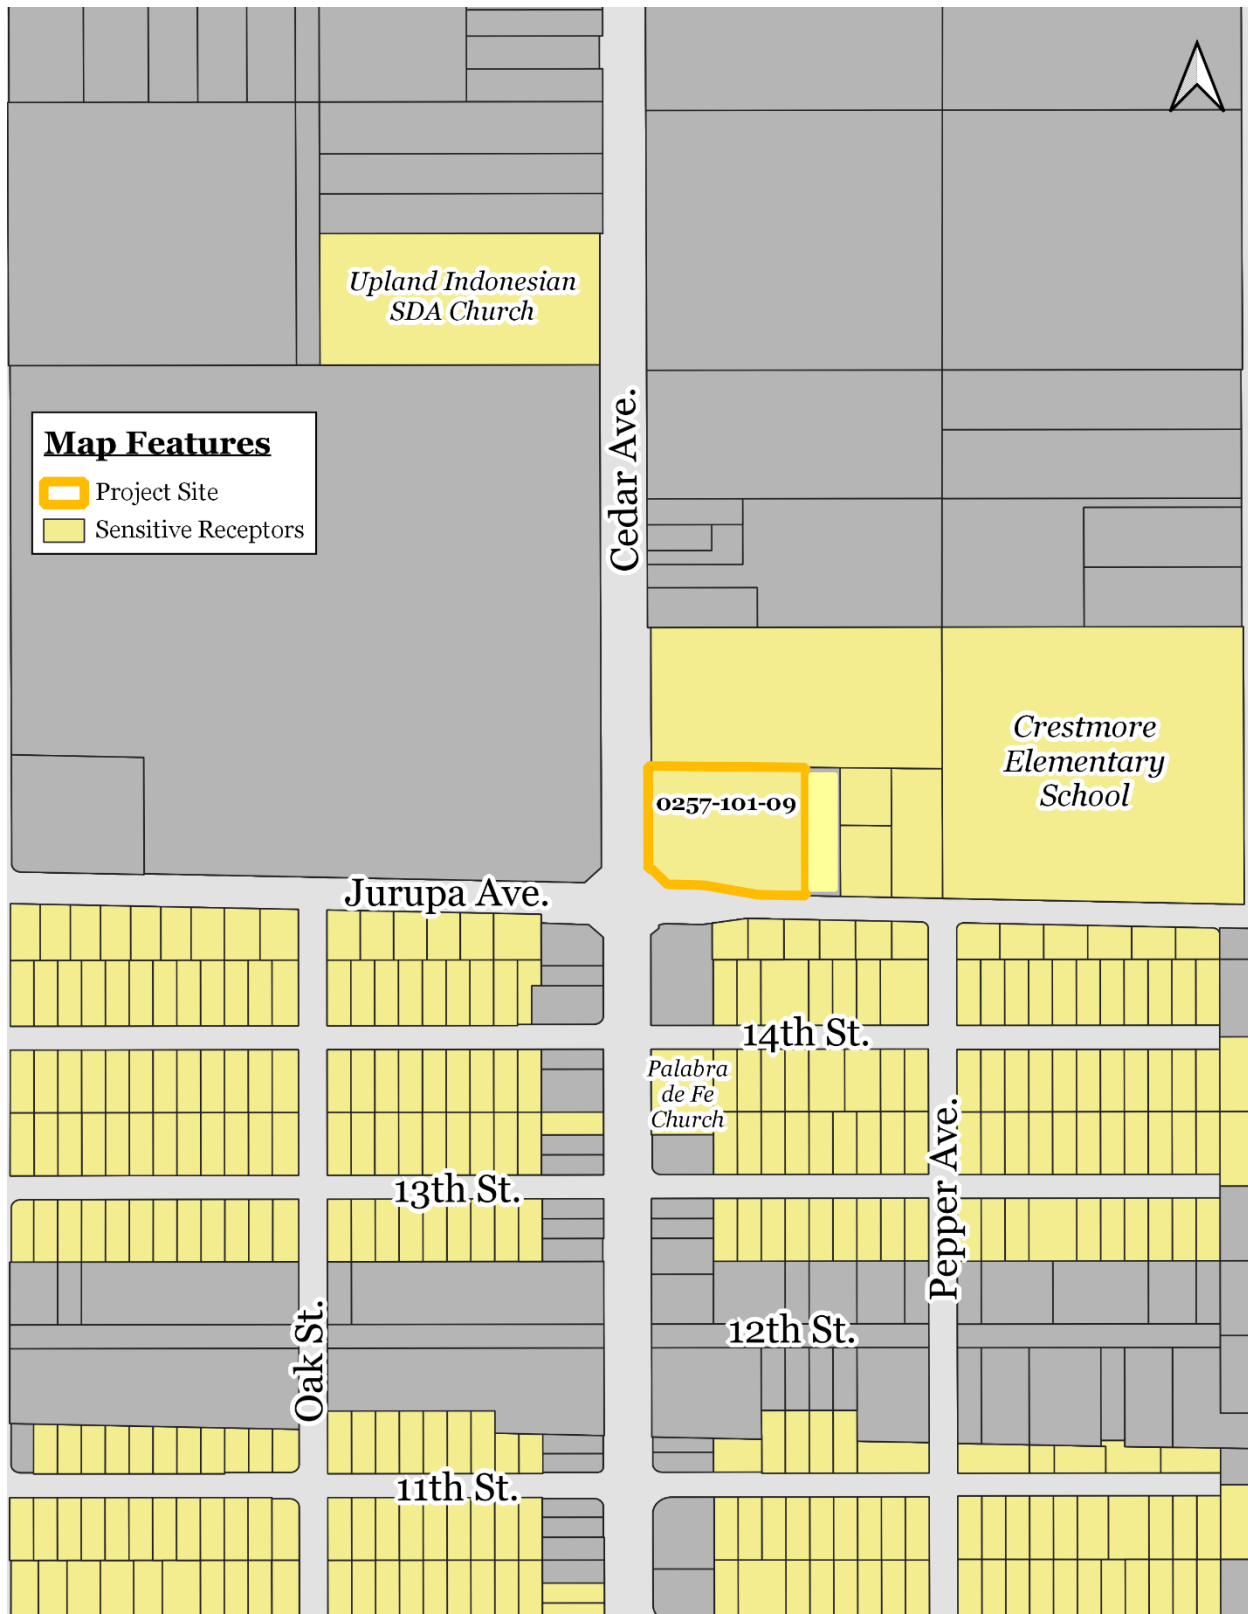 Upland Indonesian
SDA Church
Map Features
Project Site
Sensitive Receptors
Cedar Ave.
Crestmore
Elementary
School
0257-101-09
Jurupa Ave.
14th St.
Palabra
de Fe
Church
Pepper Ave.
13th St.
Oak St.
12th St.
11th St.